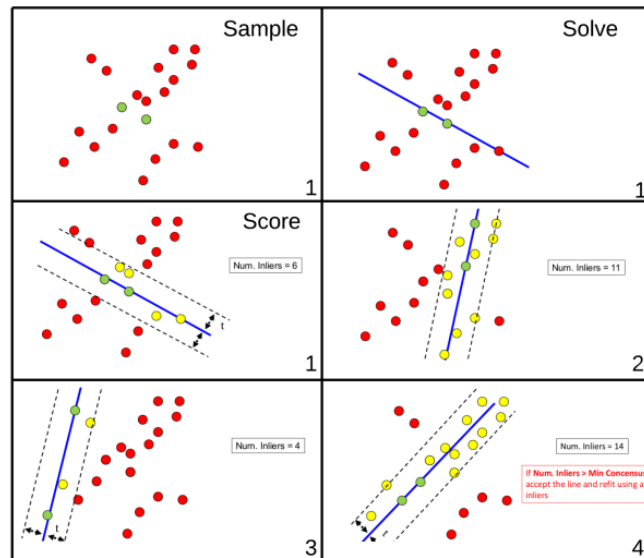 Sample
1
Solve
1
Score
Num. Inliers = 6
t
1
Num. Inliers = 11
2
Num. Inliers = 4
t
3
Num. Inliers = 14
If Num. Inliers > Min Concensus
accept the line and refit using a
inliers
4